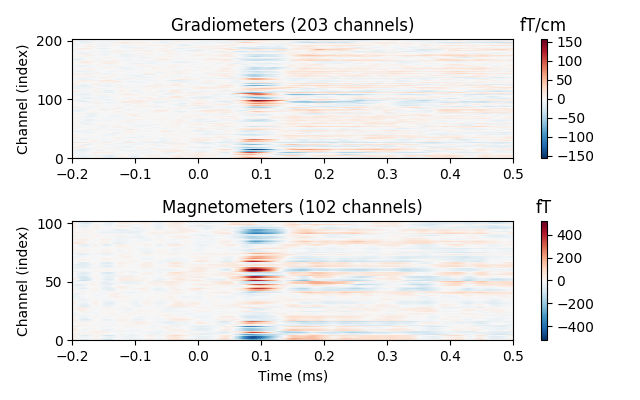 Gradiometers (203 channels)
fT/cm
Channel (index)
200
100
0
−0.2 −0.1 0.0 0.1 0.2 0.3 0.4 0.5
150
100
50
0
−50
−100
−150
Magnetometers (102 channels)
fT
Channel (index)
100
50
0
−0.2 −0.1 0.0 0.1 0.2 0.3 0.4 0.5
Time (ms)
400
200
0
−200
−400